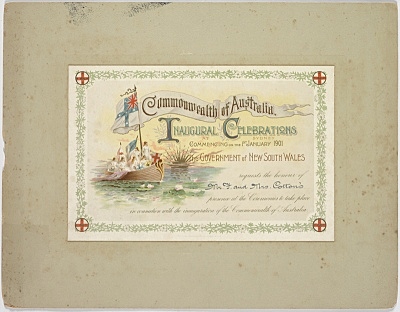 Commonwealth of Australia.
INAUGURAL CELEBRATIONS
AT SYDNEY
COMMENCING ON THE 1ST JANUARY 1901
The GOVERNMENT OF NEW SOUTH WALES
requests the honour of
Mr. F. and Mrs. Cotton's
presence at the Ceremonies to take place
in connection with the inauguration of the Commonwealth of Australia.